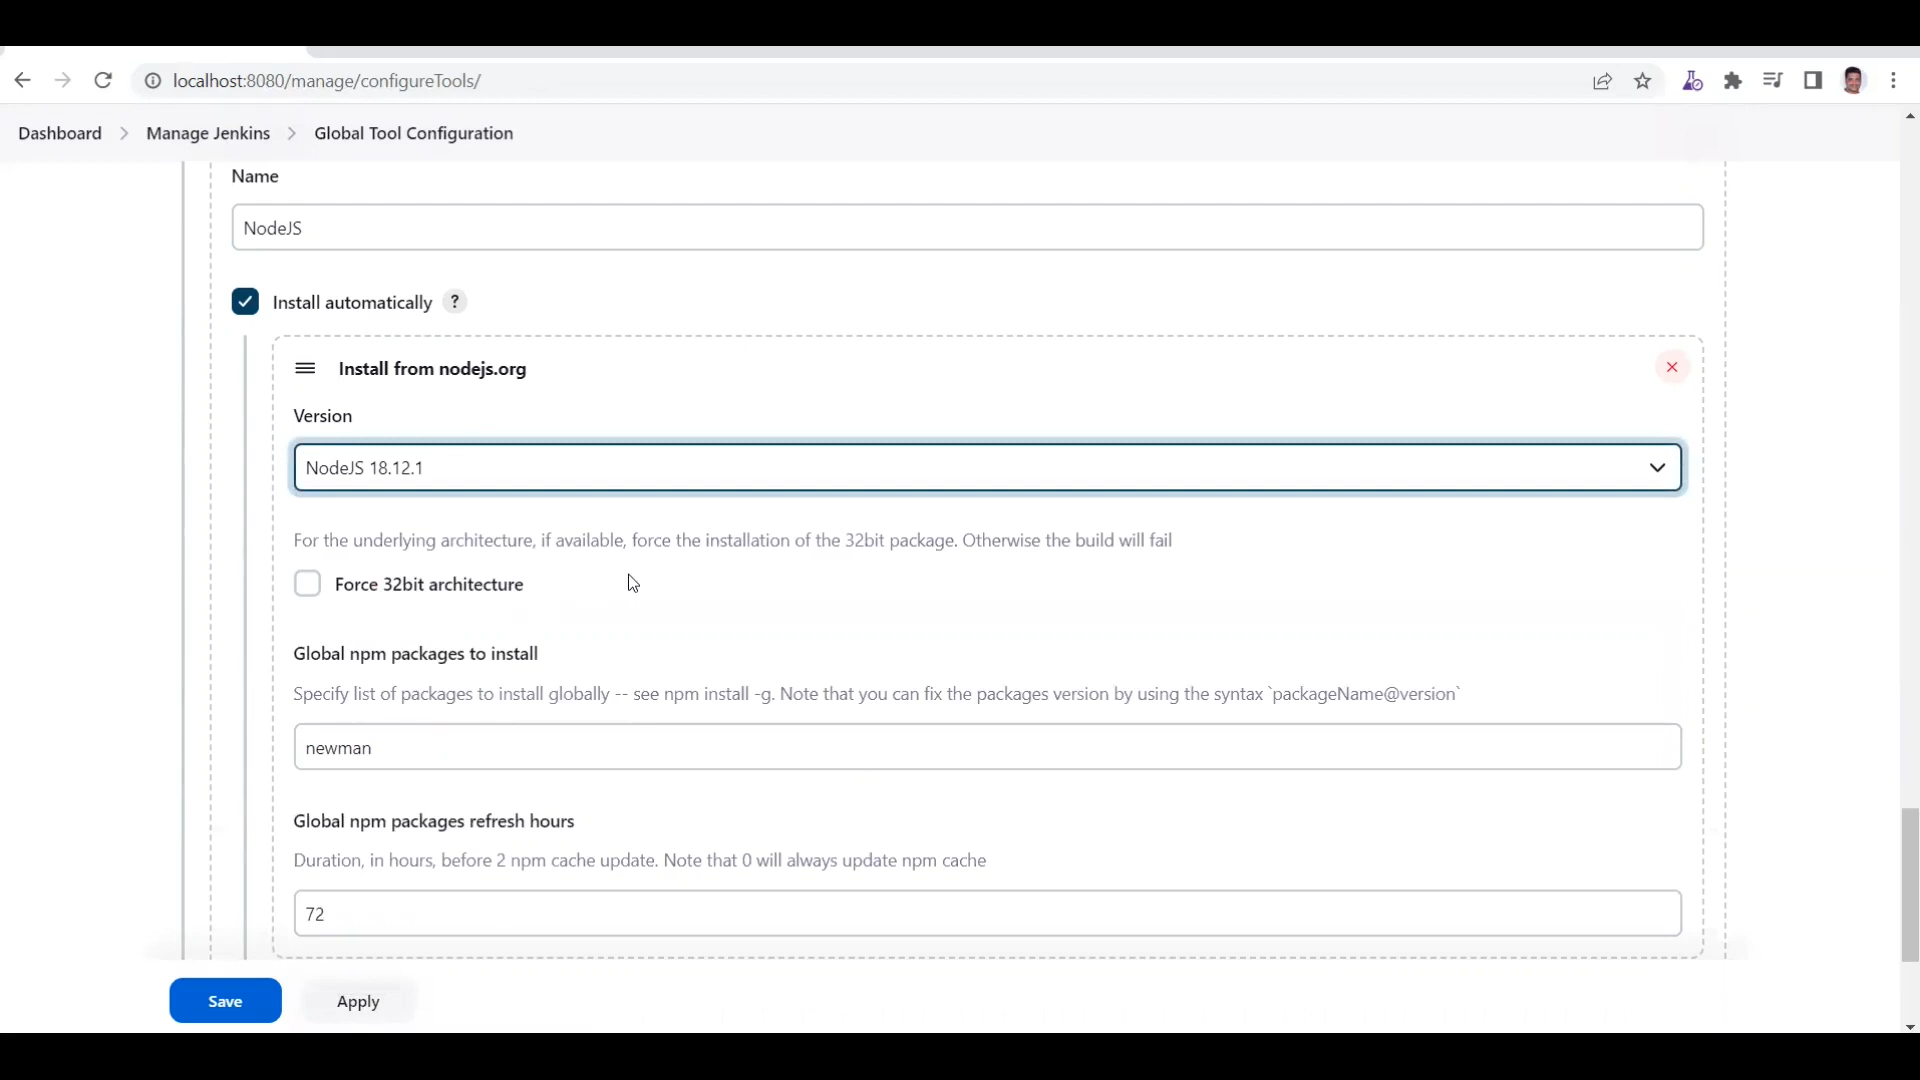 localhost:8080/manage/configureTools/
Dashboard > Manage Jenkins > Global Tool Configuration
Name
NodeJS
Install automatically ?
Install from nodejs.org
Version
NodeJS 18.12.1
For the underlying architecture, if available, force the installation of the 32bit package. Otherwise the build will fail
Force 32bit architecture
Global npm packages to install
Specify list of packages to install globally -- see npm install -g. Note that you can fix the packages version by using the syntax `packageName@version`
newman
Global npm packages refresh hours
Duration, in hours, before 2 npm cache update. Note that 0 will always update npm cache
72
Save Apply